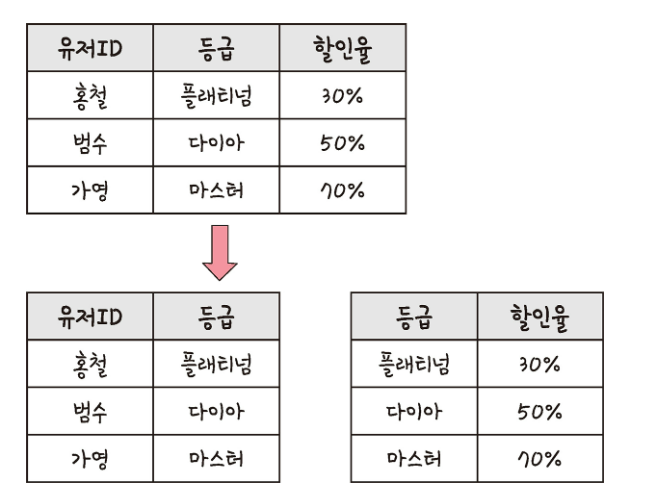 유저ID 등급 할인율
홍철 플래티넘 30%
범수 다이아 50%
가영 마스터 70%
유저ID 등급
홍철 플래티넘
범수 다이아
가영 마스터
등급 할인율
플래티넘 30%
다이아 50%
마스터 70%